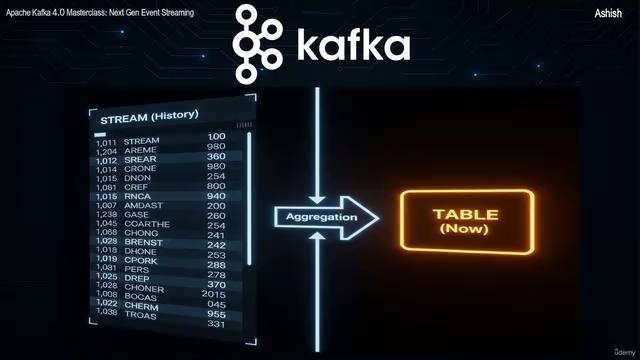 Apache Kafka 4.0 Masterclass: Next Gen Event Streaming
Ashish
kafka
STREAM (History)
1,011 STREAM 1,00
1,204 AREME 980
1,012 SREAR 360
1,014 CRONE 980
1,015 DNON 254
1,081 CREF 800
1,015 RNCA 940
1,007 AMDAST 200
1,238 GASE 260
1,045 COARTHE 254
1,068 CHONG 241
1,029 BRENST 242
1,018 DHONE 253
1,019 CPORK 288
1,031 PERS 278
1,025 DREP 370
1,028 CHONER 2015
1,008 BOCAS 045
1,022 CHERM 955
1,038 TROAS 331
Aggregation
TABLE
(Now)
udemy